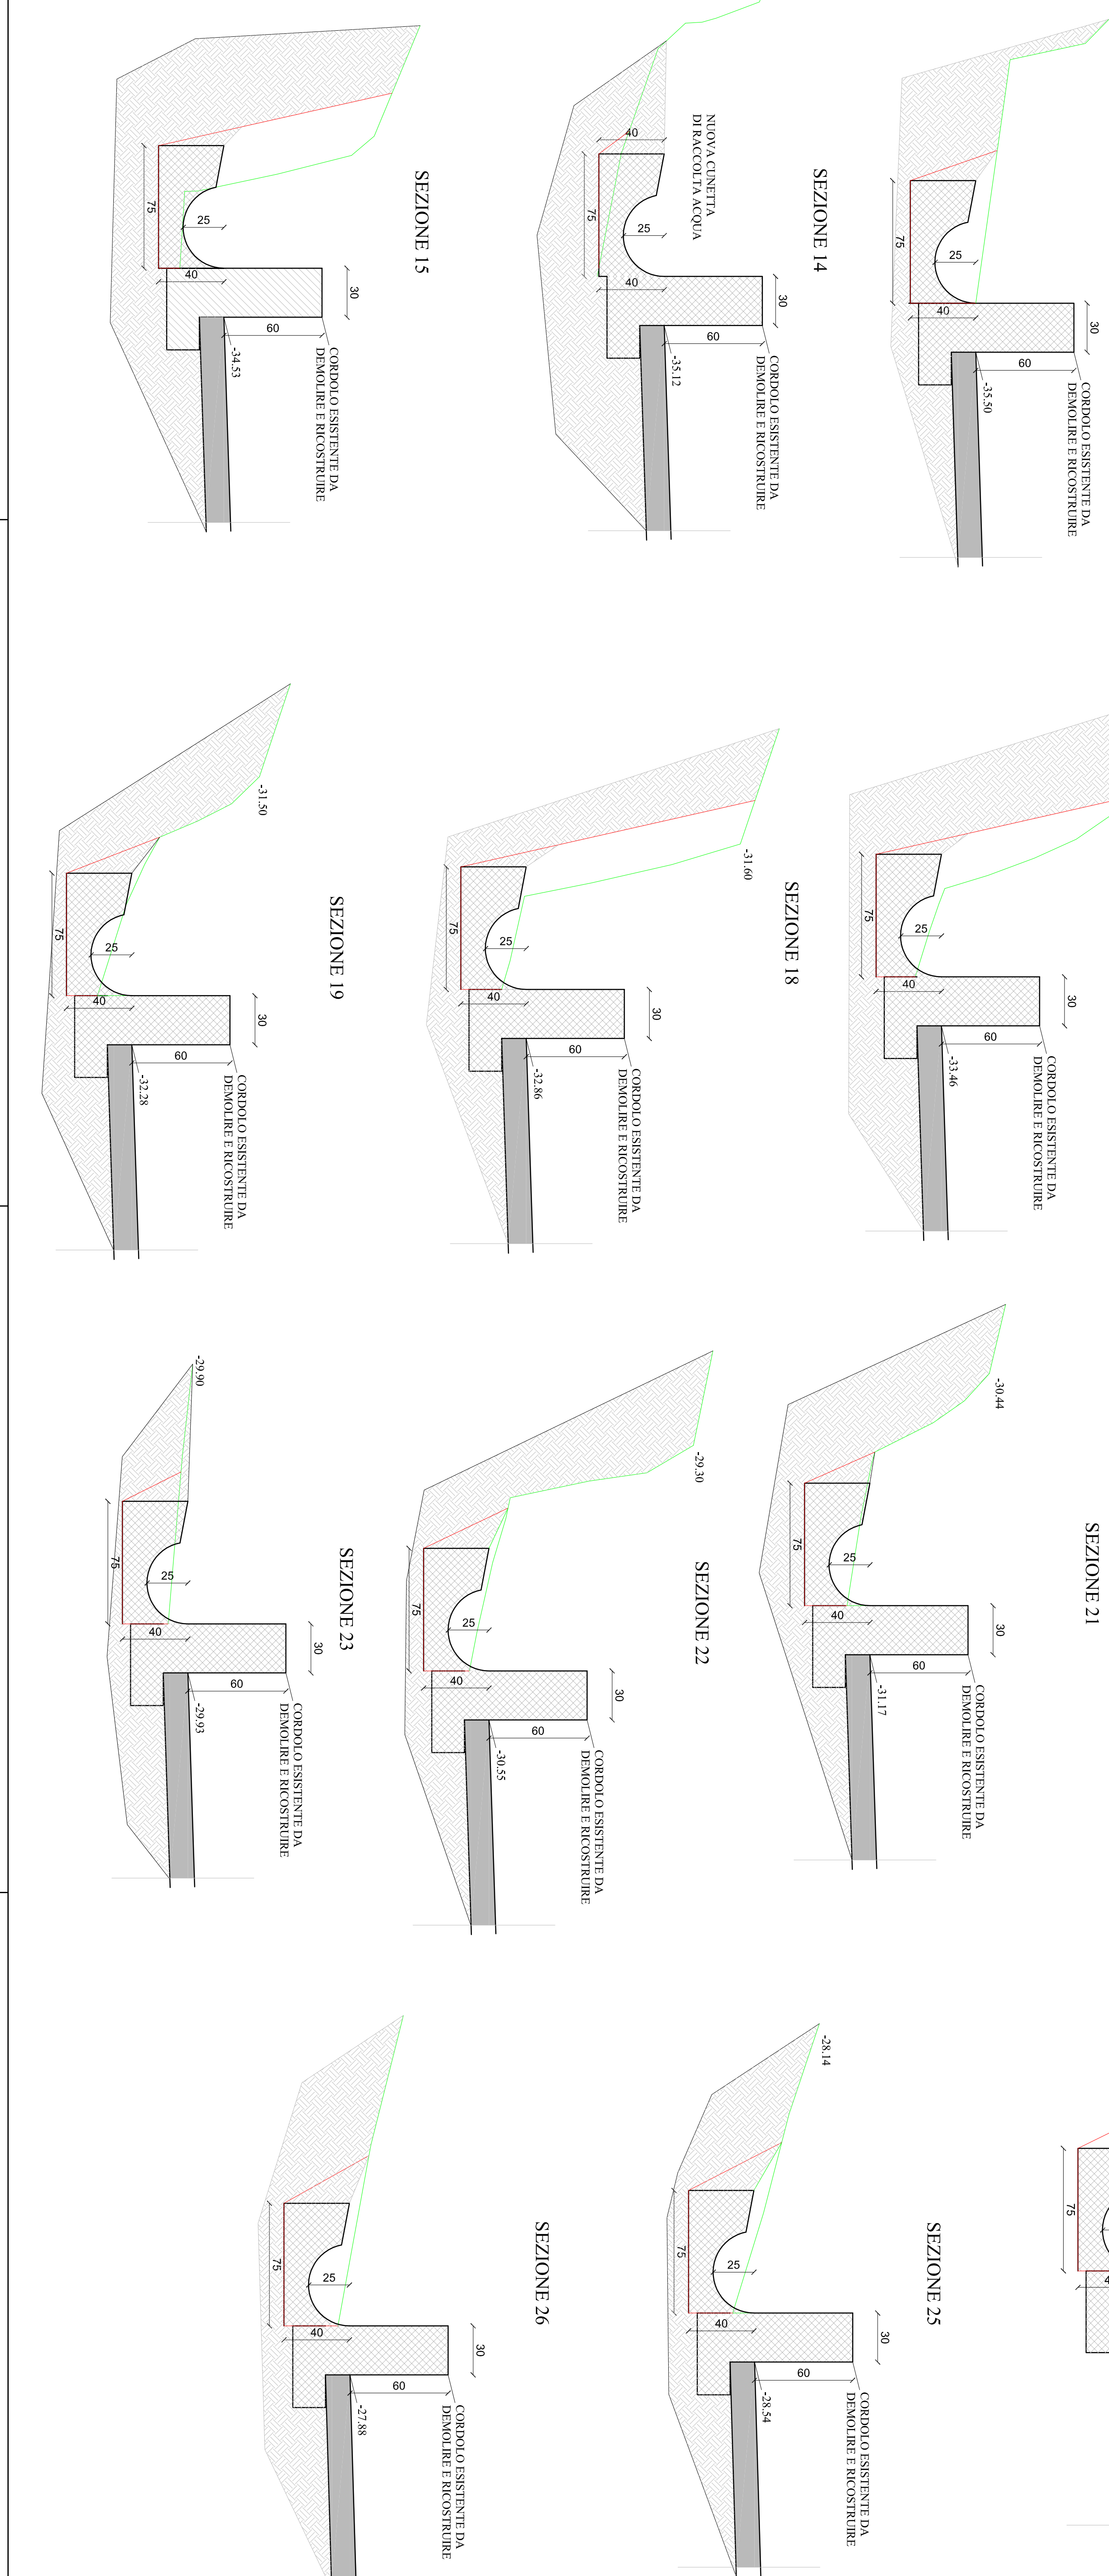 SEZIONE 15
75
25
40
30
60
-34.53
CORDOLO ESISTENTE DA
DEMOLIRE E RICOSTRUIRE
SEZIONE 14
NUOVA CUNETTA
DI RACCOLTA ACQUA
40
75
25
40
30
60
-35.12
CORDOLO ESISTENTE DA
DEMOLIRE E RICOSTRUIRE
75
25
40
30
60
-35.50
CORDOLO ESISTENTE DA
DEMOLIRE E RICOSTRUIRE
SEZIONE 19
-31.50
75
25
40
30
60
-32.28
CORDOLO ESISTENTE DA
DEMOLIRE E RICOSTRUIRE
SEZIONE 18
-31.60
75
25
40
30
60
-32.86
CORDOLO ESISTENTE DA
DEMOLIRE E RICOSTRUIRE
75
25
40
30
60
-33.46
CORDOLO ESISTENTE DA
DEMOLIRE E RICOSTRUIRE
SEZIONE 23
-29.90
75
25
40
30
60
-29.93
CORDOLO ESISTENTE DA
DEMOLIRE E RICOSTRUIRE
SEZIONE 22
-29.30
75
25
40
30
60
-30.55
CORDOLO ESISTENTE DA
DEMOLIRE E RICOSTRUIRE
SEZIONE 21
-30.44
75
25
40
30
60
-31.17
CORDOLO ESISTENTE DA
DEMOLIRE E RICOSTRUIRE
SEZIONE 26
75
25
40
30
60
-27.88
CORDOLO ESISTENTE DA
DEMOLIRE E RICOSTRUIRE
SEZIONE 25
-28.14
75
25
40
30
60
-28.54
CORDOLO ESISTENTE DA
DEMOLIRE E RICOSTRUIRE
75